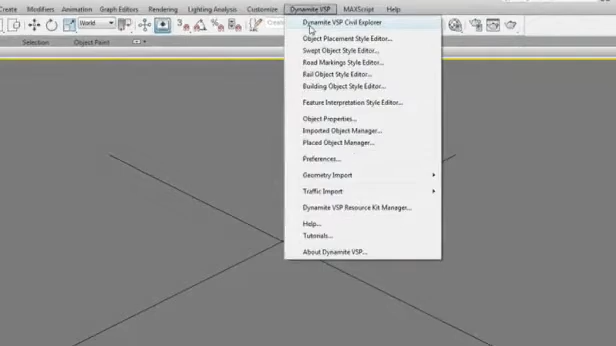 Create Modifiers Animation Graph Editors Rendering Lighting Analysis Customize Dynamite VSP MAXScript Help
World
Selection Object Paint
Dynamite VSP Civil Explorer
Object Placement Style Editor...
Swept Object Style Editor...
Road Markings Style Editor...
Rail Object Style Editor...
Building Object Style Editor...
Feature Interpretation Style Editor...
Object Properties...
Imported Object Manager...
Placed Object Manager...
Preferences...
Geometry Import
Traffic Import
Dynamite VSP Resource Kit Manager...
Help...
Tutorials...
About Dynamite VSP...